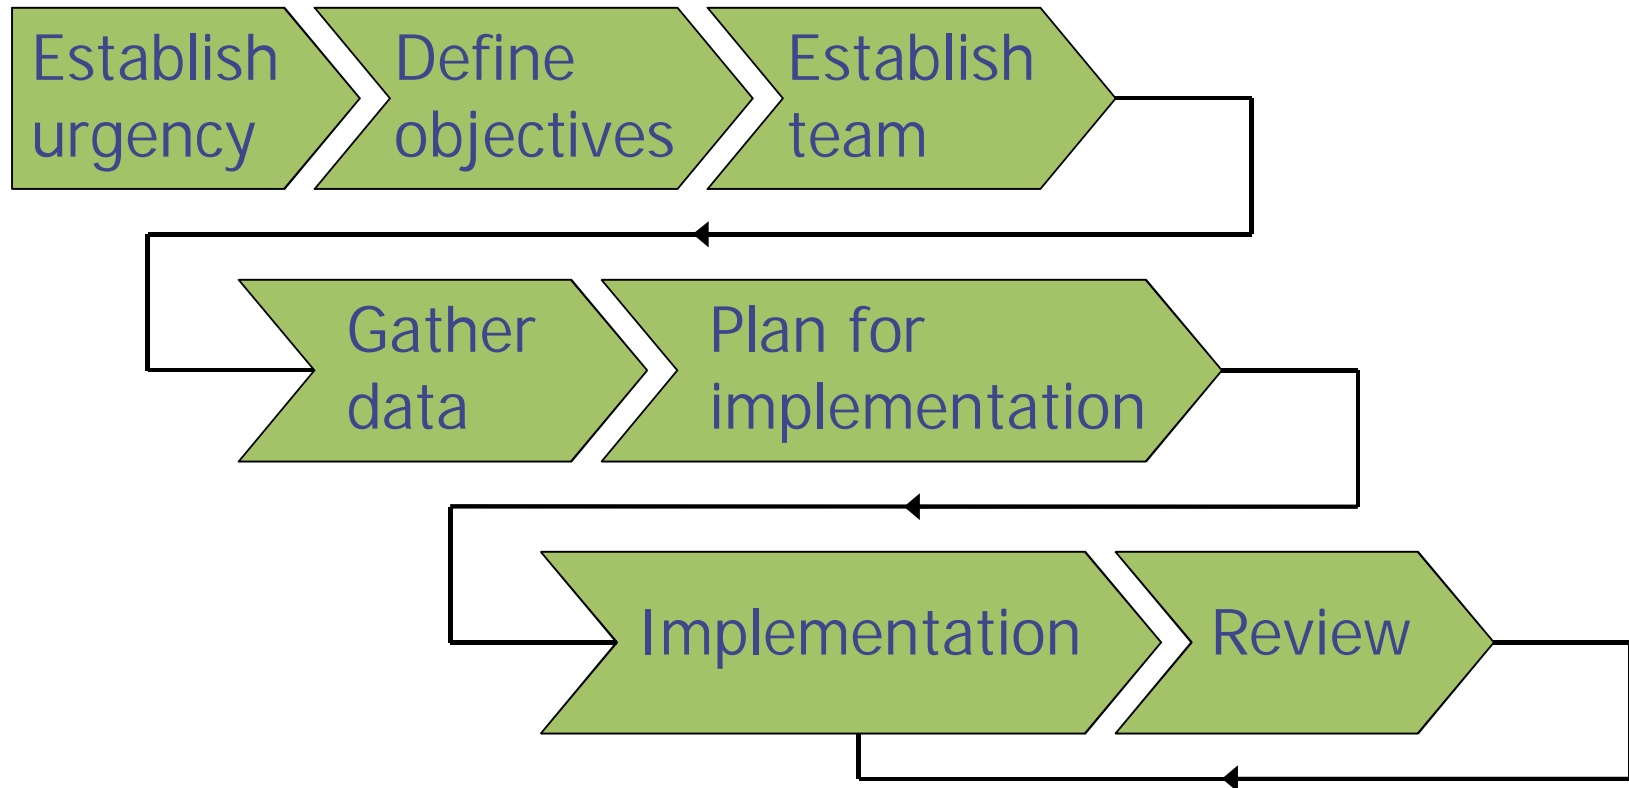 Establish
urgency
Define
objectives
Establish
team
Gather
data
Plan for
implementation
Implementation
Review